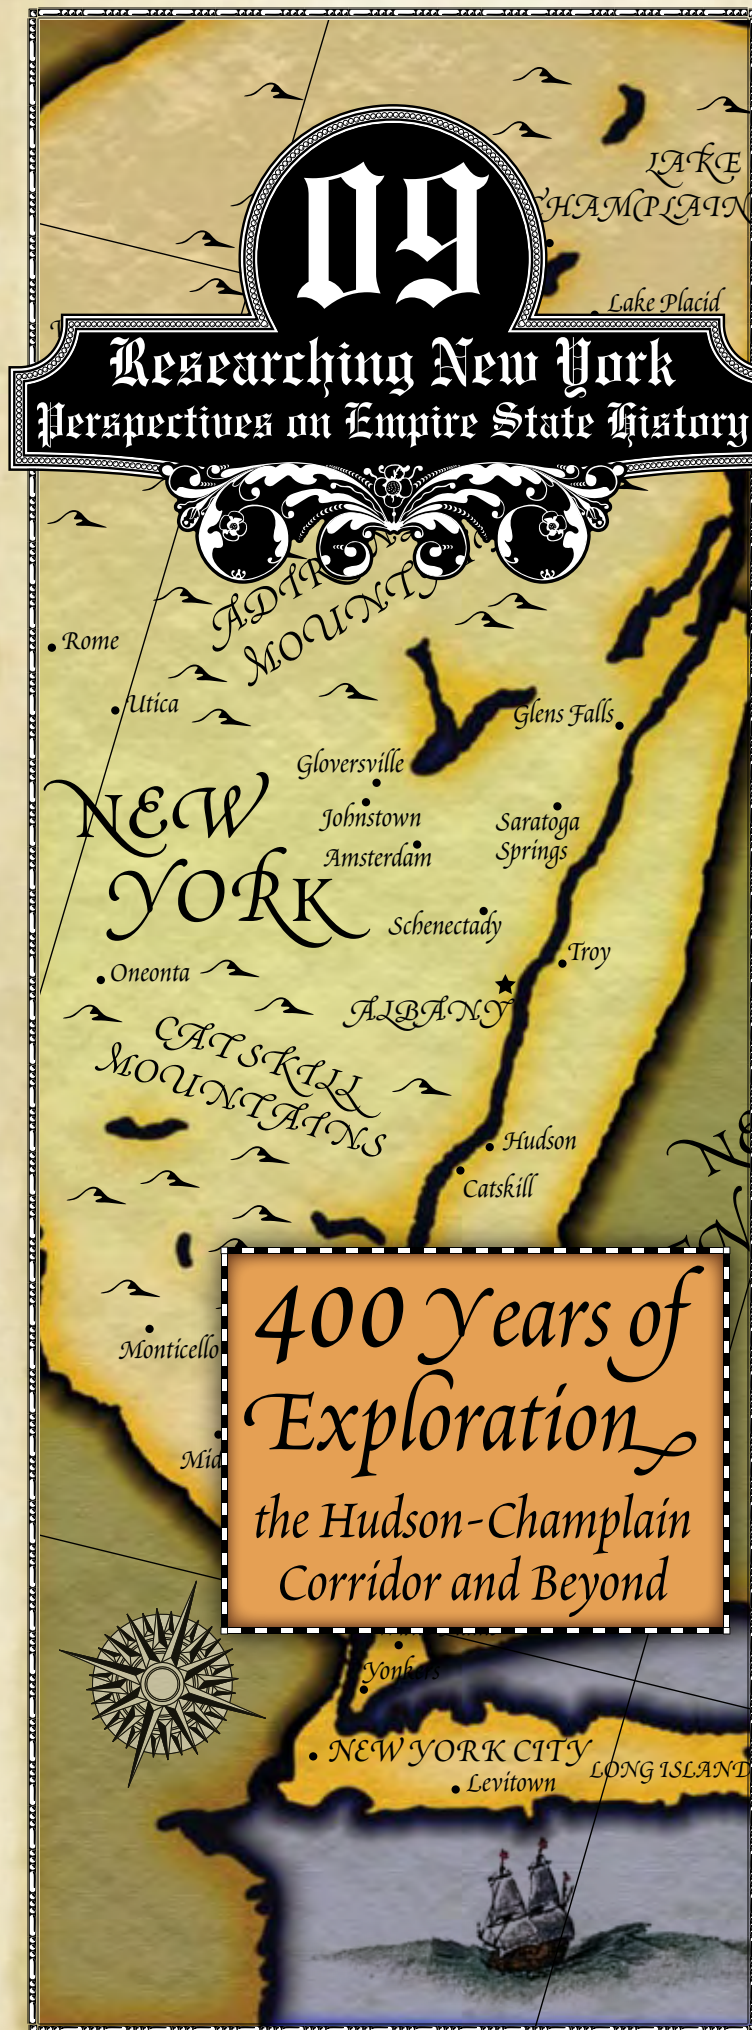 LAKE
CHAMPLAIN
09
Lake Placid
Researching New York
Perspectives on Empire State History
MOUNT
Rome
Utica
Glens Falls
Gloversville
Johnstown
Saratoga
Springs
Amsterdam
NEW
YORK
Schenectady
Troy
Oneonta
ALBANY
CATSKILL
MOUNTAINS
Hudson
Catskill
400 Years of
Exploration
the Hudson-Champlain
Corridor and Beyond
Monticello
Yonkers
NEW YORK CITY
LONG ISLAND
Levitown